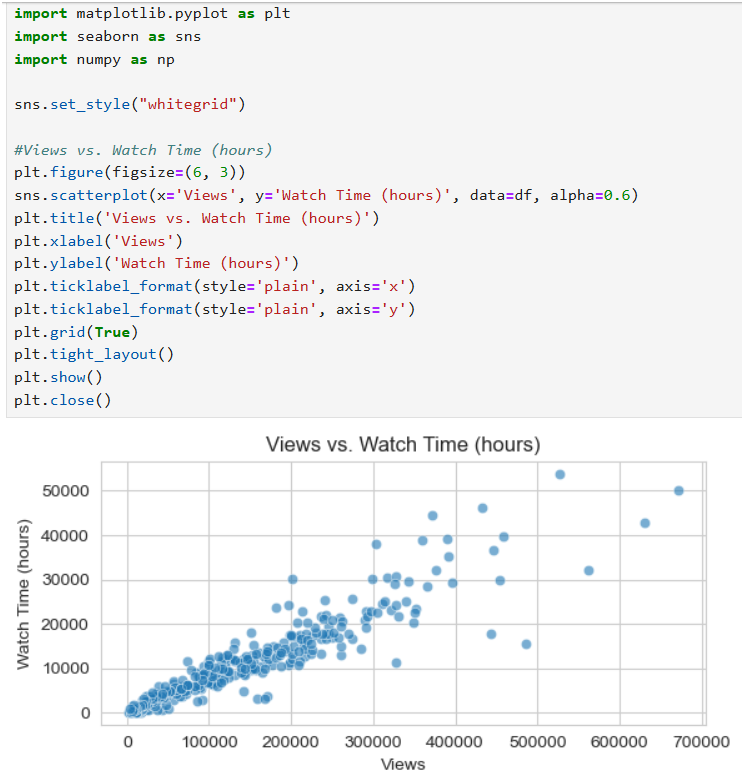 import matplotlib.pyplot as plt
import seaborn as sns
import numpy as np
sns.set_style("whitegrid")
#Views vs. Watch Time (hours)
plt.figure(figsize=(6, 3))
sns.scatterplot(x='Views', y='Watch Time (hours)', data=df, alpha=0.6)
plt.title('Views vs. Watch Time (hours)')
plt.xlabel('Views')
plt.ylabel('Watch Time (hours)')
plt.ticklabel_format(style='plain', axis='x')
plt.ticklabel_format(style='plain', axis='y')
plt.grid(True)
plt.tight_layout()
plt.show()
plt.close()
Views vs. Watch Time (hours)
Watch Time (hours)
50000
40000
30000
20000
10000
0
0 100000 200000 300000 400000 500000 600000 700000
Views